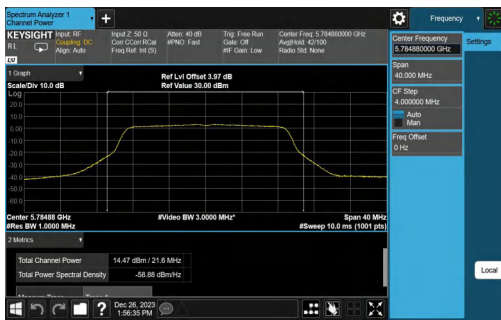 Spectrum Analyzer 1
Channel Power
Frequency
KEYSIGHT
RL
Input: RF
Coupling: DC
Align: Auto
Input Z: 50 Ω
Corr CCorr RCal
Freq Ref: Int (S)
Atten: 40 dB
#PNO: Fast
Trig: Free Run
Gate: Off
#IF Gain: Low
Center Freq: 5.784880000 GHz
Avg|Hold: 42/100
Radio Std: None
Center Frequency
5.784880000 GHz
Settings
Span
40.000 MHz
CF Step
4.000000 MHz
Auto
Man
Freq Offset
0 Hz
Local
1 Graph
Scale/Div 10.0 dB
Ref Lvl Offset 3.97 dB
Ref Value 30.00 dBm
Log
20.0
10.0
0.00
-10.0
-20.0
-30.0
-40.0
-50.0
-60.0
Center 5.78488 GHz
#Video BW 3.0000 MHz*
Span 40 MHz
#Res BW 1.0000 MHz
#Sweep 10.0 ms (1001 pts)
2 Metrics
Total Channel Power 14.47 dBm / 21.6 MHz
Total Power Spectral Density -58.88 dBm/Hz
Dec 26, 2023
1:56:35 PM